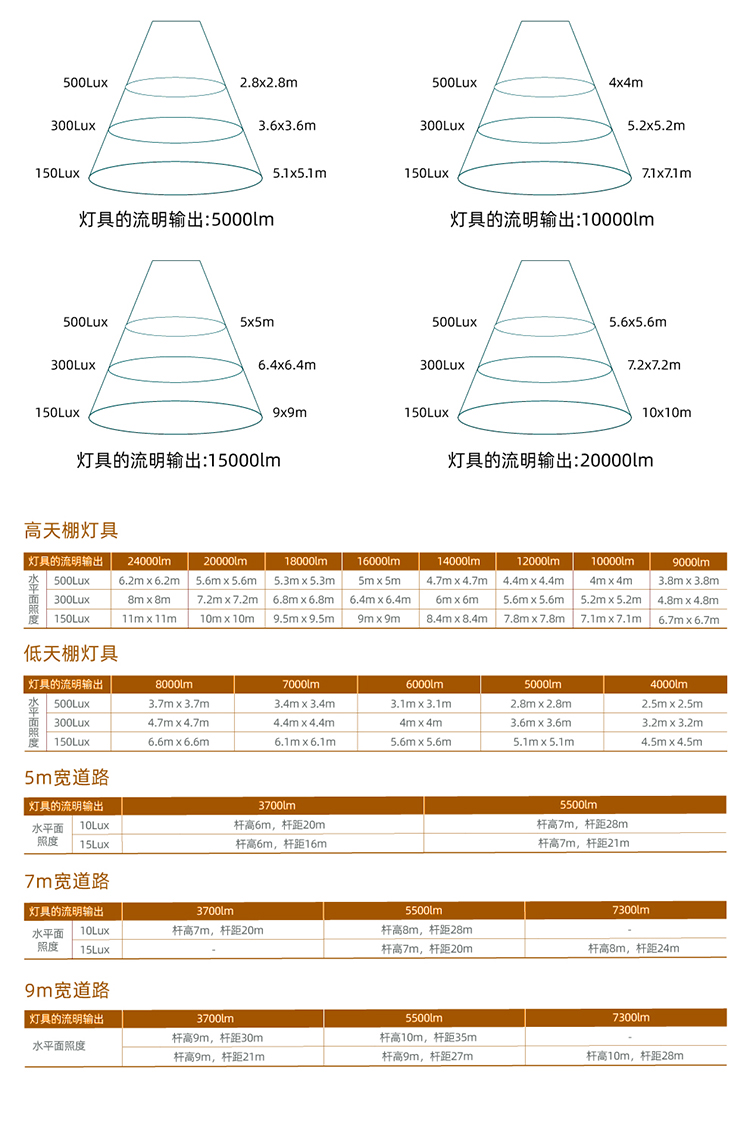 500Lux 2.8x2.8m
300Lux 3.6x3.6m
150Lux 5.1x5.1m
灯具的流明输出:5000lm
500Lux 4x4m
300Lux 5.2x5.2m
150Lux 7.1x7.1m
灯具的流明输出:10000lm
500Lux 5x5m
300Lux 6.4x6.4m
150Lux 9x9m
灯具的流明输出:15000lm
500Lux 5.6x5.6m
300Lux 7.2x7.2m
150Lux 10x10m
灯具的流明输出:20000lm
高天棚灯具
灯具的流明输出 24000lm 20000lm 18000lm 16000lm 14000lm 12000lm 10000lm 9000lm
水平面照度
500Lux 6.2m x 6.2m 5.6m x 5.6m 5.3m x 5.3m 5m x 5m 4.7m x 4.7m 4.4m x 4.4m 4m x 4m 3.8m x 3.8m
300Lux 8m x 8m 7.2m x 7.2m 6.8m x 6.8m 6.4m x 6.4m 6m x 6m 5.6m x 5.6m 5.2m x 5.2m 4.8m x 4.8m
150Lux 11m x 11m 10m x 10m 9.5m x 9.5m 9m x 9m 8.4m x 8.4m 7.8m x 7.8m 7.1m x 7.1m 6.7m x 6.7m
低天棚灯具
灯具的流明输出 8000lm 7000lm 6000lm 5000lm 4000lm
水平面照度
500Lux 3.7m x 3.7m 3.4m x 3.4m 3.1m x 3.1m 2.8m x 2.8m 2.5m x 2.5m
300Lux 4.7m x 4.7m 4.4m x 4.4m 4m x 4m 3.6m x 3.6m 3.2m x 3.2m
150Lux 6.6m x 6.6m 6.1m x 6.1m 5.6m x 5.6m 5.1m x 5.1m 4.5m x 4.5m
5m宽道路
灯具的流明输出 3700lm 5500lm
水平面
照度
10Lux 杆高6m，杆距20m 杆高7m，杆距28m
15Lux 杆高6m，杆距16m 杆高7m，杆距21m
7m宽道路
灯具的流明输出 3700lm 5500lm 7300lm
水平面
照度
10Lux 杆高7m，杆距20m 杆高8m，杆距28m -
15Lux - 杆高7m，杆距20m 杆高8m，杆距24m
9m宽道路
灯具的流明输出 3700lm 5500lm 7300lm
水平面照度
杆高9m，杆距30m 杆高10m，杆距35m -
杆高9m，杆距21m 杆高9m，杆距27m 杆高10m，杆距28m